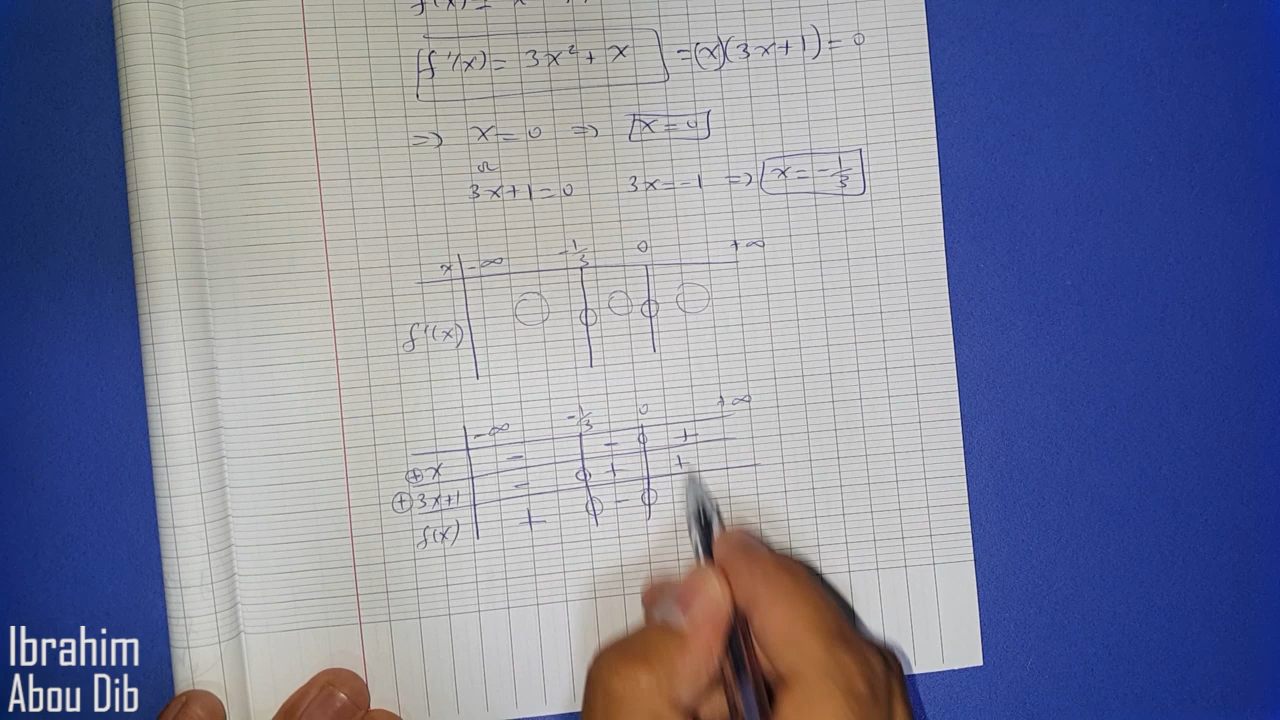 f(x) = x
f'(x) = 3x² + x = (x)(3x+1) = 0
=> x = 0 => x = 0
or
3x+1 = 0 3x = -1 => x = -1/3
x -∞ -1/3 0 +∞
f'(x)
-∞ -1/3 0 +∞
+ x - - 0 +
+ 3x+1 - 0 + +
f(x) + 0 - 0
Ibrahim
Abou Dib